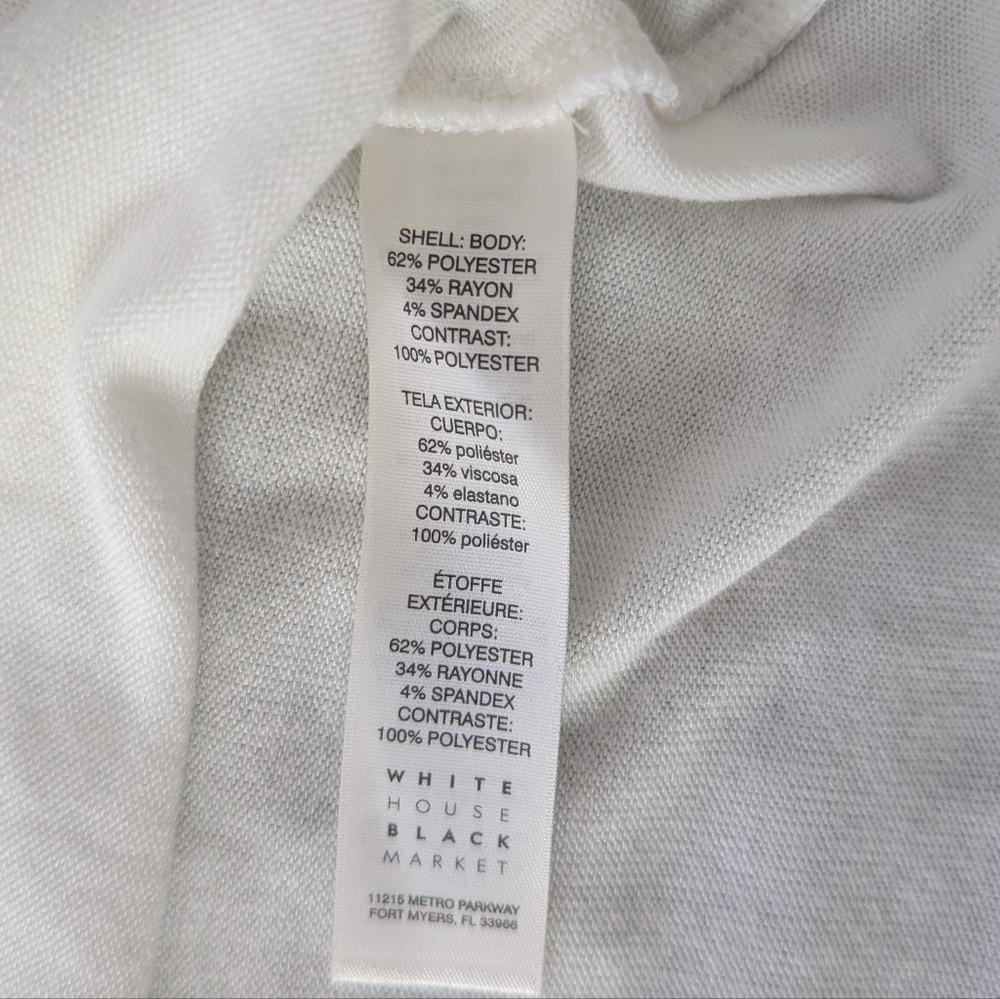 SHELL: BODY:
62% POLYESTER
34% RAYON
4% SPANDEX
CONTRAST:
100% POLYESTER
TELA EXTERIOR:
CUERPO:
62% poliéster
34% viscosa
4% elastano
CONTRASTE:
100% poliéster
ÉTOFFE
EXTÉRIEURE:
CORPS:
62% POLYESTER
34% RAYONNE
4% SPANDEX
CONTRASTE:
100% POLYESTER
WHITE
HOUSE
BLACK
MARKET
11215 METRO PARKWAY
FORT MYERS, FL 33966